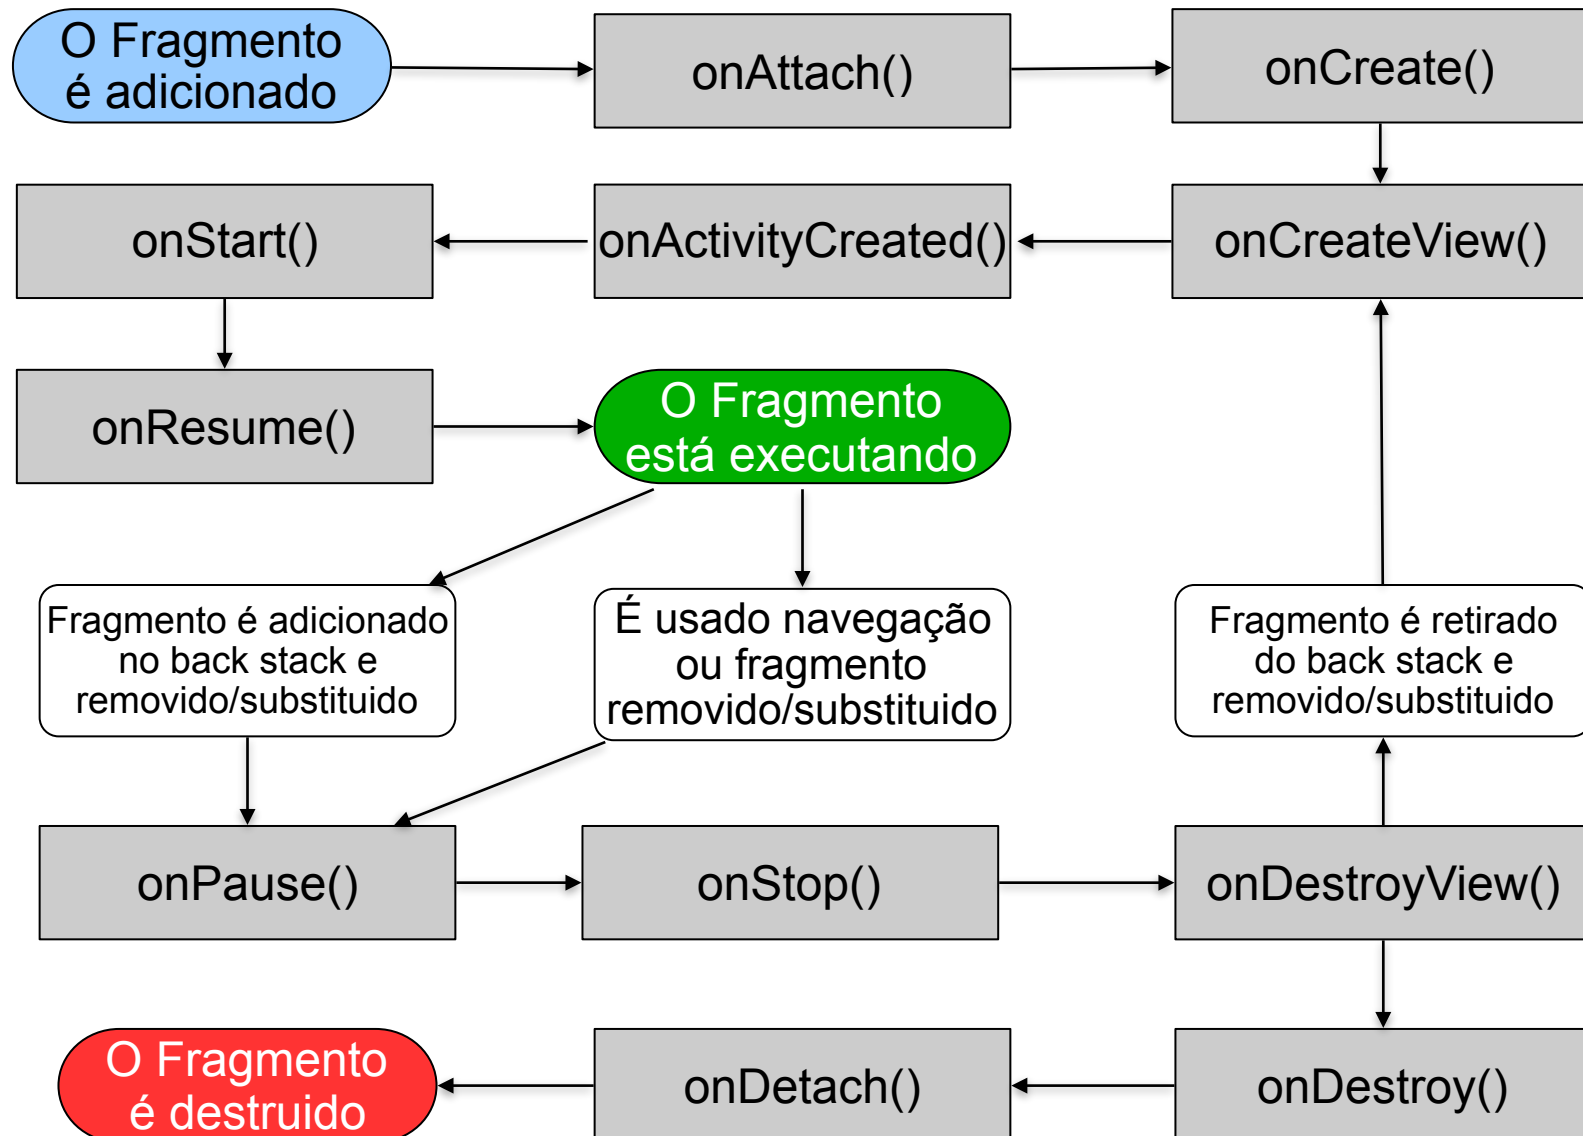 O Fragmento
é adicionado
onAttach()
onCreate()
onStart()
onActivityCreated()
onCreateView()
onResume()
O Fragmento
está executando
Fragmento é adicionado
no back stack e
removido/substituido
É usado navegação
ou fragmento
removido/substituido
Fragmento é retirado
do back stack e
removido/substituido
onPause()
onStop()
onDestroyView()
O Fragmento
é destruido
onDetach()
onDestroy()